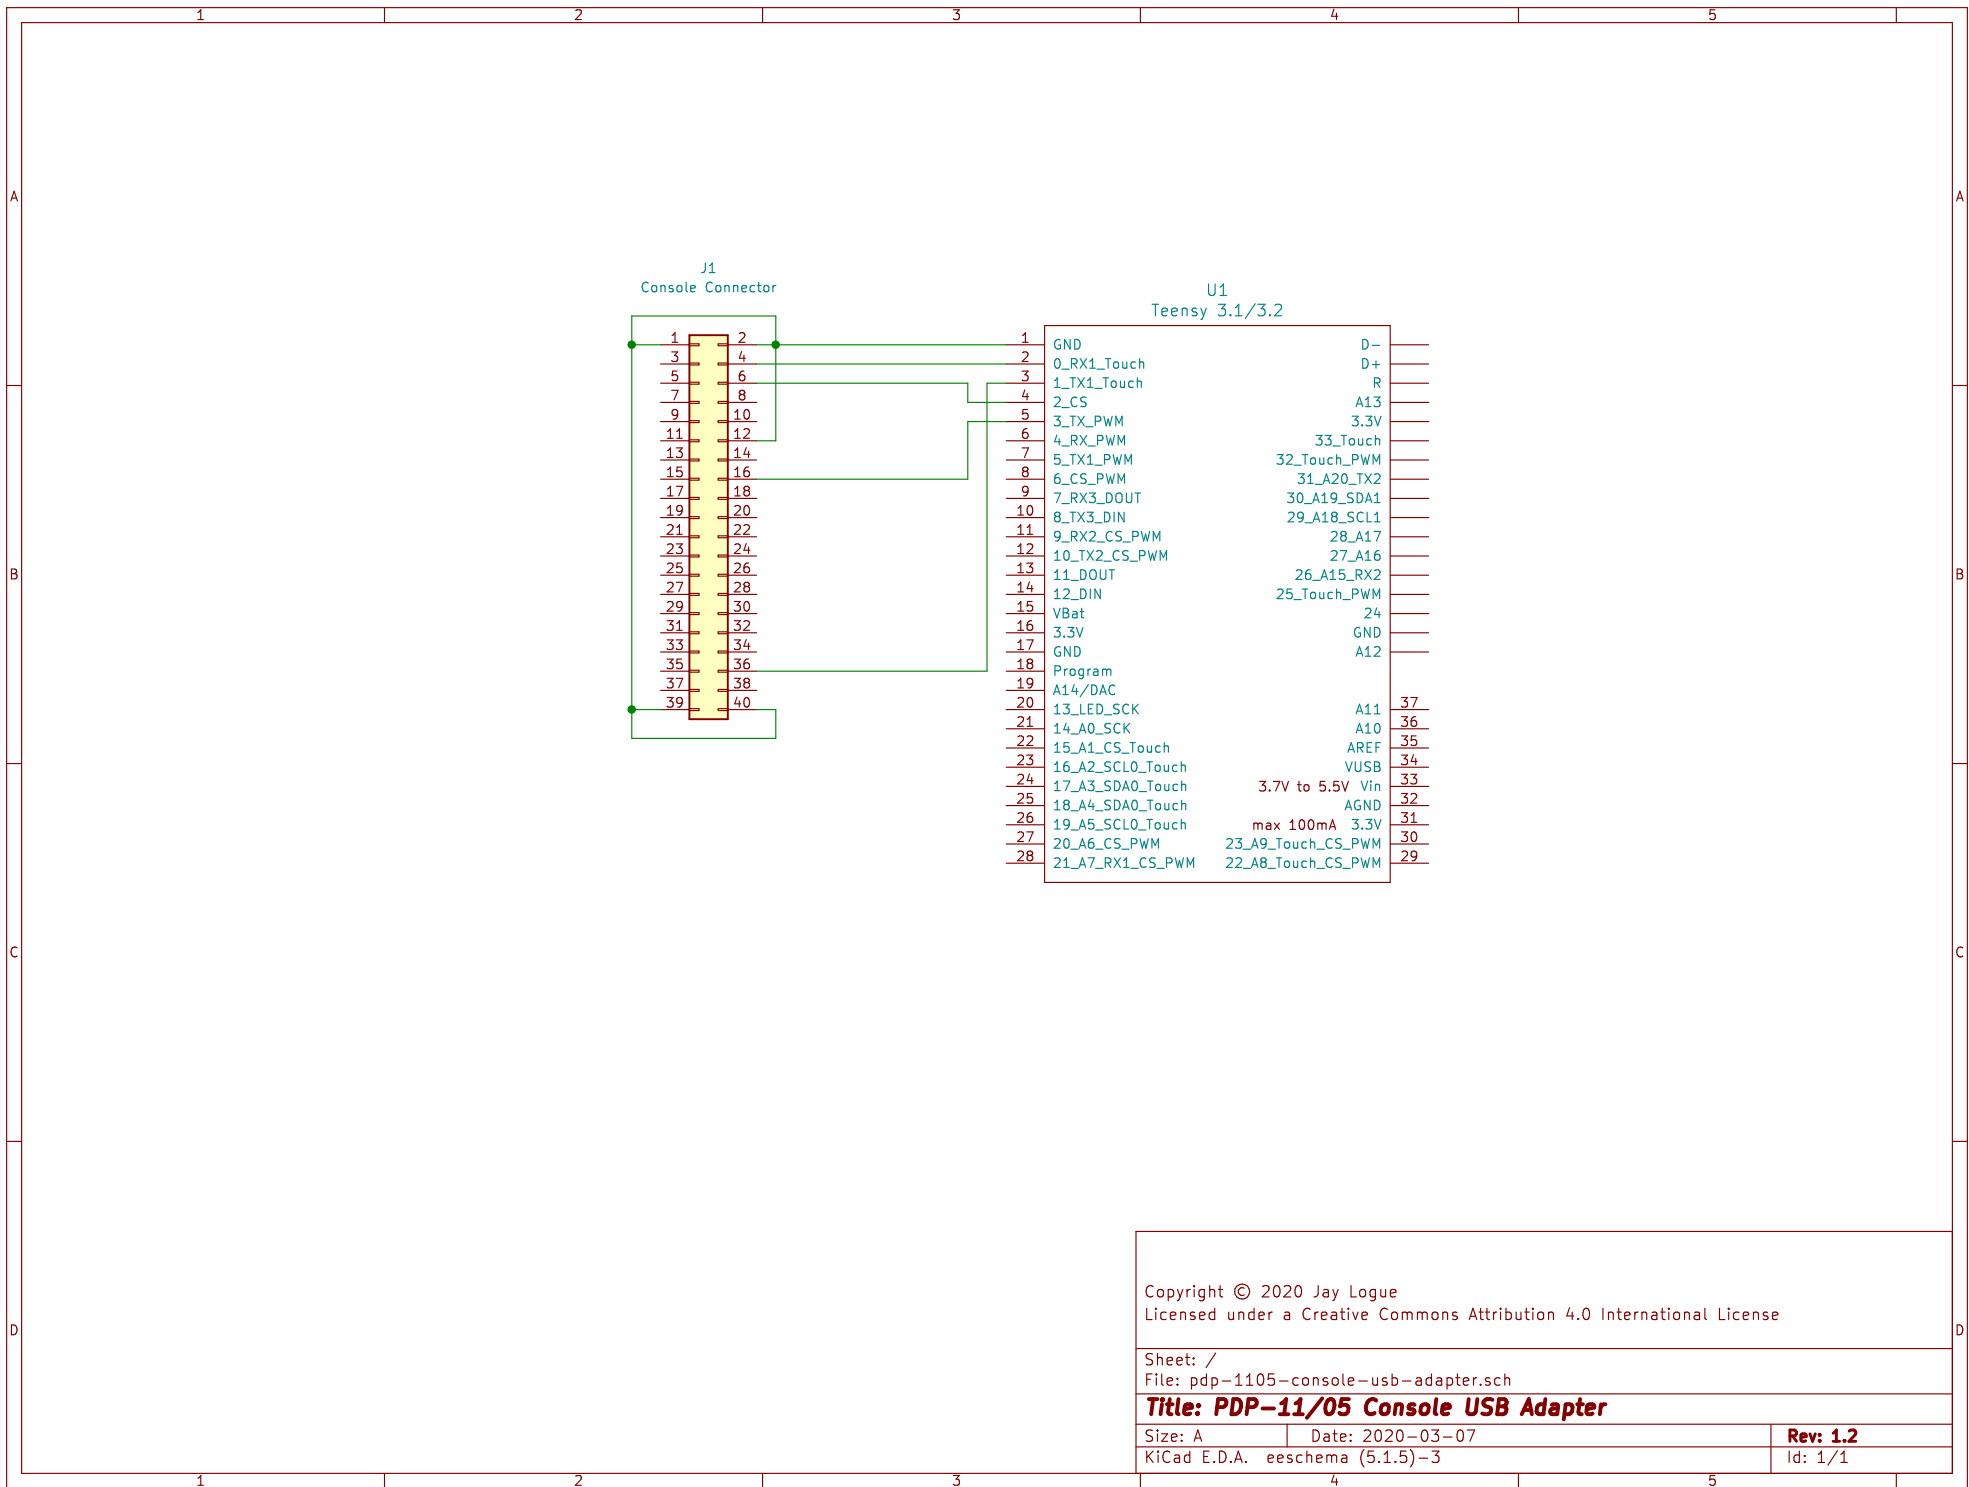 1 2 3 4 5
A A
B B
C C
D D
J1
Console Connector
1 2
3 4
5 6
7 8
9 10
11 12
13 14
15 16
17 18
19 20
21 22
23 24
25 26
27 28
29 30
31 32
33 34
35 36
37 38
39 40
U1
Teensy 3.1/3.2
1 GND D-
2 0_RX1_Touch D+
3 1_TX1_Touch R
4 2_CS A13
5 3_TX_PWM 3.3V
6 4_RX_PWM 33_Touch
7 5_TX1_PWM 32_Touch_PWM
8 6_CS_PWM 31_A20_TX2
9 7_RX3_DOUT 30_A19_SDA1
10 8_TX3_DIN 29_A18_SCL1
11 9_RX2_CS_PWM 28_A17
12 10_TX2_CS_PWM 27_A16
13 11_DOUT 26_A15_RX2
14 12_DIN 25_Touch_PWM
15 VBat 24
16 3.3V GND
17 GND A12
18 Program
19 A14/DAC
20 13_LED_SCK A11 37
21 14_A0_SCK A10 36
22 15_A1_CS_Touch AREF 35
23 16_A2_SCL0_Touch VUSB 34
24 17_A3_SDA0_Touch 3.7V to 5.5V Vin 33
25 18_A4_SDA0_Touch AGND 32
26 19_A5_SCL0_Touch max 100mA 3.3V 31
27 20_A6_CS_PWM 23_A9_Touch_CS_PWM 30
28 21_A7_RX1_CS_PWM 22_A8_Touch_CS_PWM 29
Copyright © 2020 Jay Logue
Licensed under a Creative Commons Attribution 4.0 International License
Sheet: /
File: pdp-1105-console-usb-adapter.sch
Title: PDP-11/05 Console USB Adapter
Size: A Date: 2020-03-07 Rev: 1.2
KiCad E.D.A. eeschema (5.1.5)-3 Id: 1/1
1 2 3 4 5